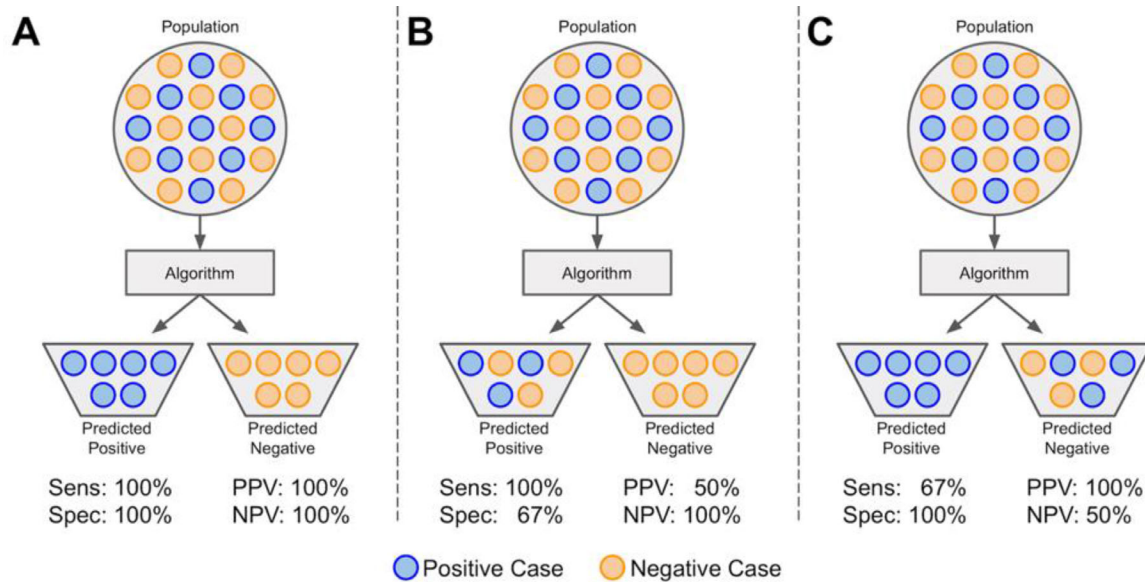 A
Population
Algorithm
Predicted
Positive
Predicted
Negative
Sens: 100%
PPV: 100%
Spec: 100%
NPV: 100%
B
Population
Algorithm
Predicted
Positive
Predicted
Negative
Sens: 100%
PPV: 50%
Spec: 67%
NPV: 100%
C
Population
Algorithm
Predicted
Positive
Predicted
Negative
Sens: 67%
PPV: 100%
Spec: 100%
NPV: 50%
Positive Case
Negative Case